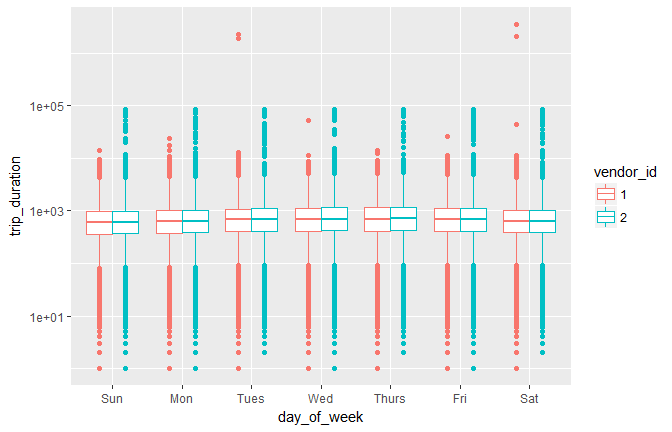 trip_duration
1e+05
1e+03
1e+01
Sun Mon Tues Wed Thurs Fri Sat
day_of_week
vendor_id
1
2